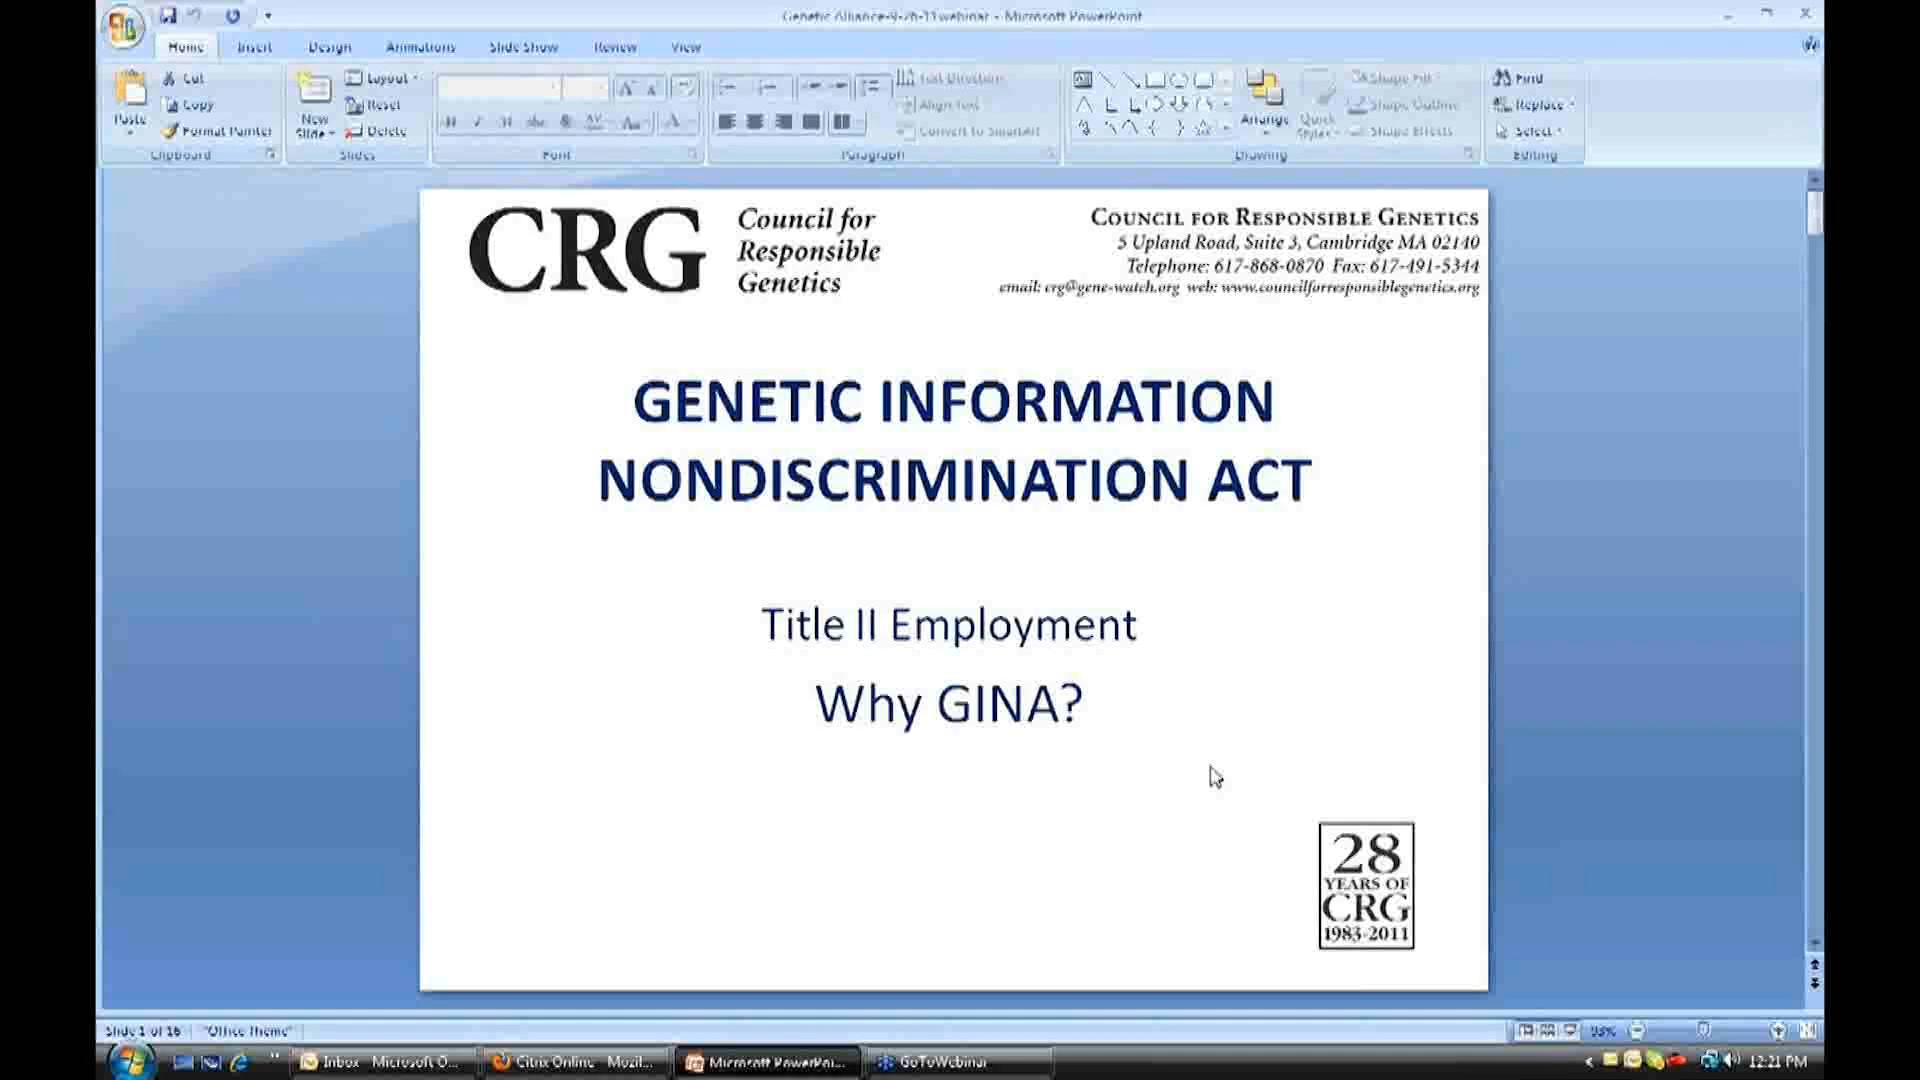 Genetic Alliance-9-26-11webinar - Microsoft PowerPoint
Home Insert Design Animations Slide Show Review View
Paste
Cut
Copy
Format Painter
Clipboard
New Slide
Layout
Reset
Delete
Slides
Font
Text Direction
Align Text
Convert to SmartArt
Paragraph
Arrange
Quick Styles
Shape Fill
Shape Outline
Shape Effects
Drawing
Find
Replace
Select
Editing
CRG
Council for
Responsible
Genetics
COUNCIL FOR RESPONSIBLE GENETICS
5 Upland Road, Suite 3, Cambridge MA 02140
Telephone: 617-868-0870 Fax: 617-491-5344
email: crg@gene-watch.org web: www.councilforresponsiblegenetics.org
GENETIC INFORMATION
NONDISCRIMINATION ACT
Title II Employment
Why GINA?
28
YEARS OF
CRG
1983-2011
Slide 1 of 16 "Office Theme" 93%
Inbox Microsoft O... Citrix Online Mozil... Microsoft PowerPoi... GoToWebinar 12:21 PM